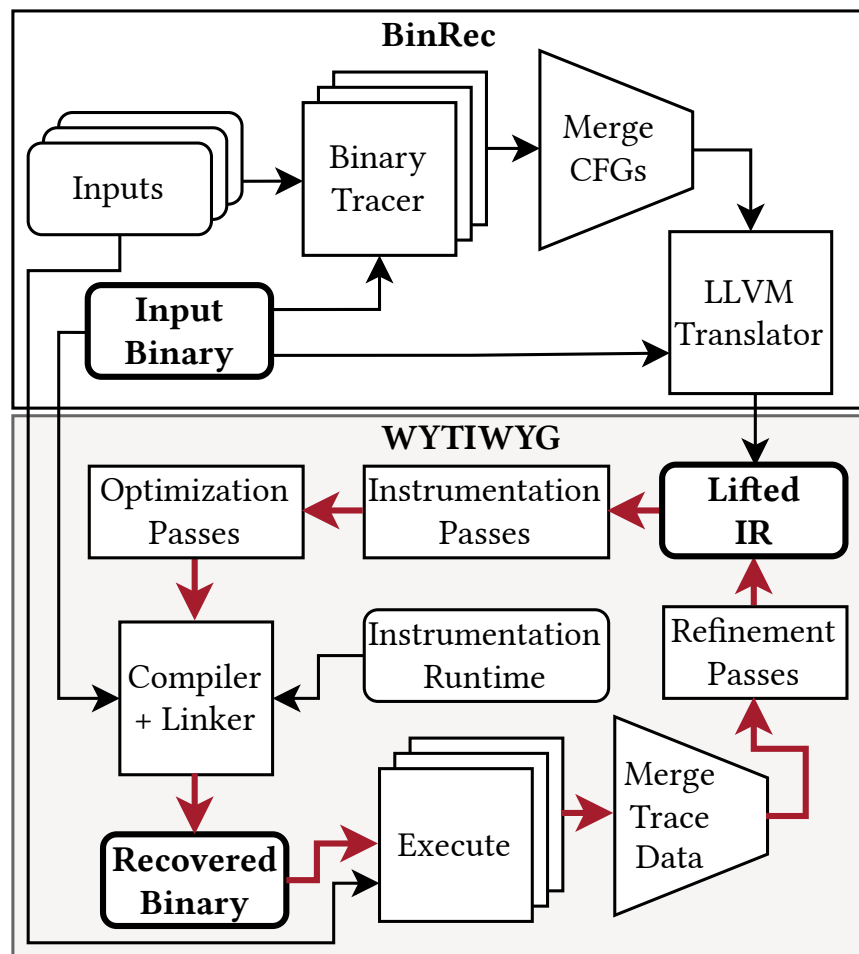 BinRec
Inputs
Binary
Tracer
Merge
CFGs
Input
Binary
LLVM
Translator
WYTIWYG
Optimization
Passes
Instrumentation
Passes
Lifted
IR
Compiler
+ Linker
Instrumentation
Runtime
Refinement
Passes
Recovered
Binary
Execute
Merge
Trace
Data